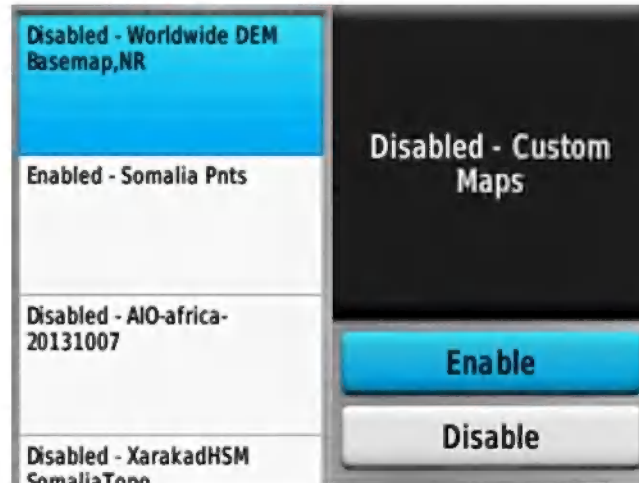 Disabled - Worldwide DEM
Basemap,NR
Enabled - Somalia Pnts
Disabled - AIO-africa-
20131007
Disabled - XarakadHSM
SomaliaTopo
Disabled - Custom
Maps
Enable
Disable